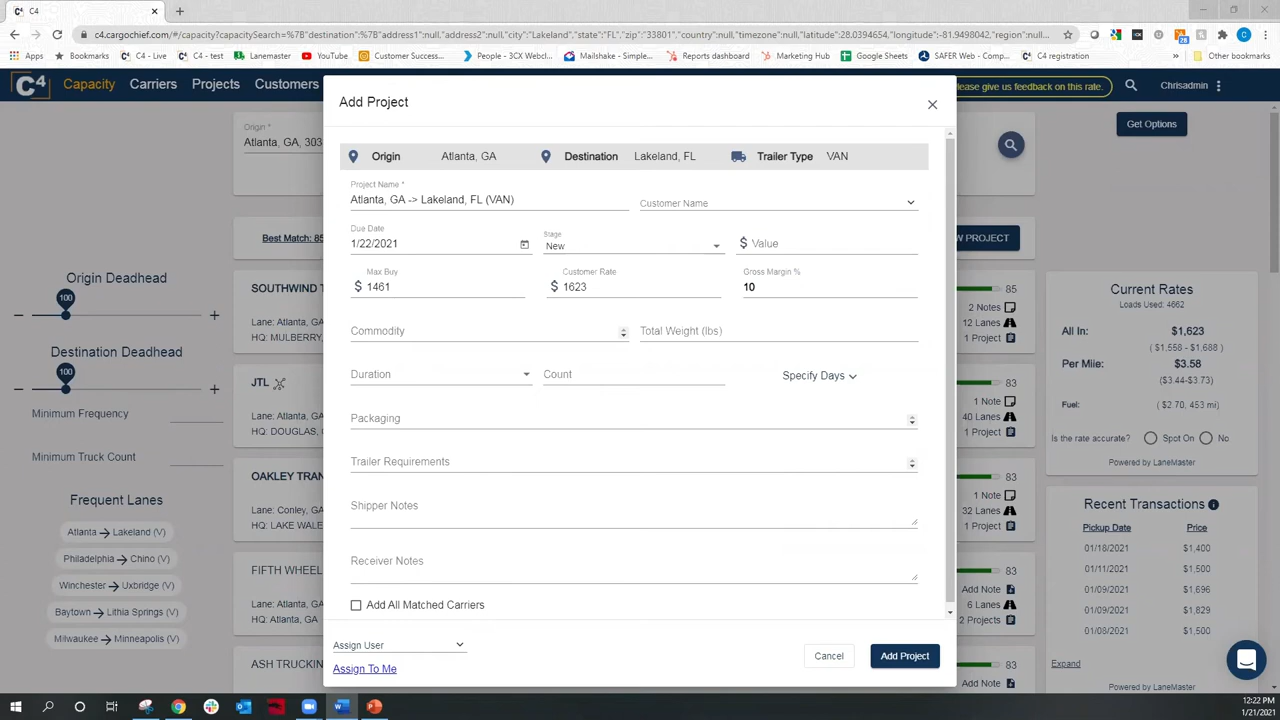 C4
c4.cargochief.com/#/capacity?capacitySearch=%7B"destination":%7B"address1":null,"address2":null,"city":"Lakeland,"state":"FL","zip":"33801","country":null,"timezone":null,"latitude":28.0394654,"longitude":-81.9498042,"region":null...
Apps
Bookmarks
C4 - Live
C4 - test
Lanemaster
YouTube
Customer Success...
People - 3CX Webcl...
Mailshake - Simple...
Reports dashboard
Marketing Hub
Google Sheets
SAFER Web - Comp...
C4 registration
Other bookmarks
C4 Capacity Carriers Projects Customers
lease give us feedback on this rate.
Chrisadmin
Origin *
Atlanta, GA, 303
Get Options
Best Match: 85
W PROJECT
Origin Deadhead
100
Destination Deadhead
100
Minimum Frequency
Minimum Truck Count
Frequent Lanes
Atlanta → Lakeland (V)
Philadelphia → Chino (V)
Winchester → Uxbridge (V)
Baytown → Lithia Springs (V)
Milwaukee → Minneapolis (V)
SOUTHWIND T
Lane: Atlanta, GA
HQ: MULBERRY,
JTL
Lane: Atlanta, GA
HQ: DOUGLAS,
OAKLEY TRAN
Lane: Conley, GA
HQ: LAKE WALE
FIFTH WHEEL
Lane: Atlanta, GA
HQ: Atlanta, GA
ASH TRUCKIN
Lane: Atlanta, GA
Add Project
Origin Atlanta, GA Destination Lakeland, FL Trailer Type VAN
Project Name *
Atlanta, GA -> Lakeland, FL (VAN)
Customer Name
Due Date
1/22/2021
Stage
New
$ Value
Max Buy
$ 1461
Customer Rate
$ 1623
Gross Margin %
10
Commodity
Total Weight (lbs)
Duration
Count
Specify Days
Packaging
Trailer Requirements
Shipper Notes
Receiver Notes
Add All Matched Carriers
Assign User
Assign To Me
Cancel
Add Project
85
2 Notes
12 Lanes
1 Project
83
1 Note
40 Lanes
1 Project
83
1 Note
32 Lanes
1 Project
83
Add Note
6 Lanes
2 Projects
83
Add Note
Current Rates
Loads Used: 4662
All In: $1,623
( $1,558 - $1,688 )
Per Mile: $3.58
($3.44-$3.73)
Fuel: ( $2.70, 453 mi)
Is the rate accurate? Spot On No
Powered by LaneMaster
Recent Transactions
Pickup Date Price
01/18/2021 $1,400
01/11/2021 $1,500
01/09/2021 $1,696
01/09/2021 $1,829
01/08/2021 $1,500
Expand
Powered by LaneMaster
12:22 PM
1/21/2021